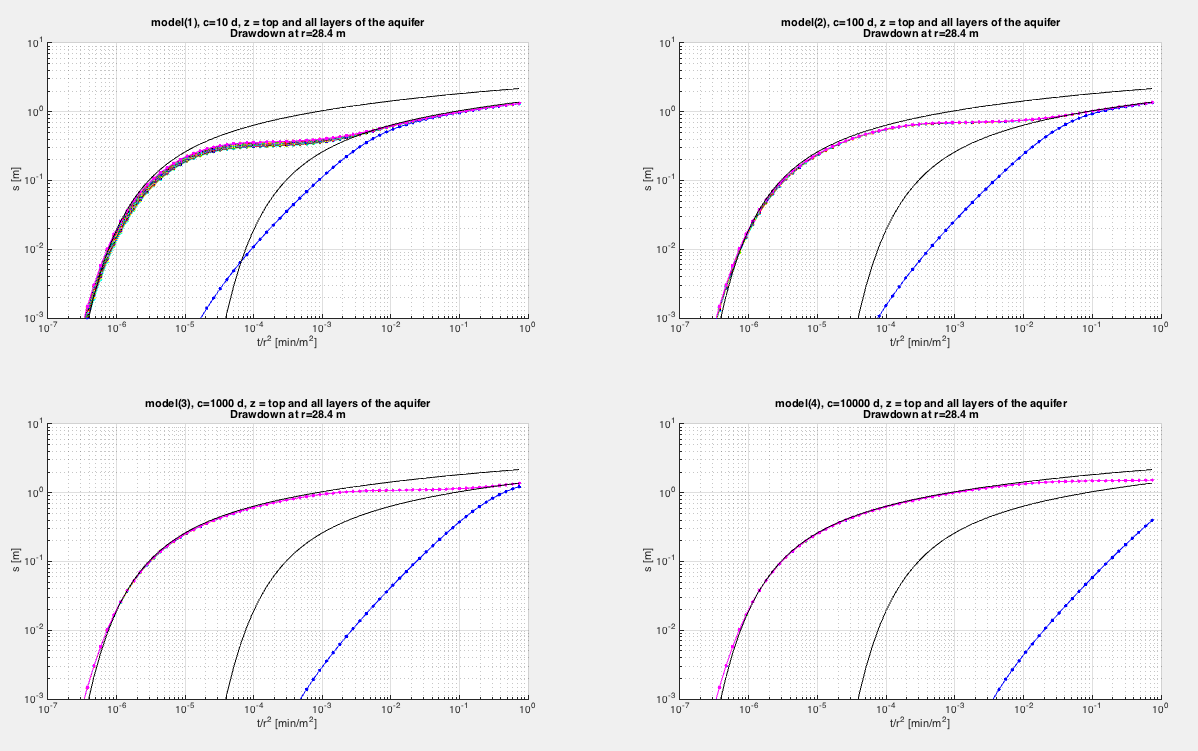 model(1), c=10 d, z = top and all layers of the aquifer
Drawdown at r=28.4 m
10^1
10^0
10^-1
10^-2
10^-3
s [m]
10^-7 10^-6 10^-5 10^-4 10^-3 10^-2 10^-1 10^0
t/r^2 [min/m^2]
model(2), c=100 d, z = top and all layers of the aquifer
Drawdown at r=28.4 m
10^1
10^0
10^-1
10^-2
10^-3
s [m]
10^-7 10^-6 10^-5 10^-4 10^-3 10^-2 10^-1 10^0
t/r^2 [min/m^2]
model(3), c=1000 d, z = top and all layers of the aquifer
Drawdown at r=28.4 m
10^1
10^0
10^-1
10^-2
10^-3
s [m]
10^-7 10^-6 10^-5 10^-4 10^-3 10^-2 10^-1 10^0
t/r^2 [min/m^2]
model(4), c=10000 d, z = top and all layers of the aquifer
Drawdown at r=28.4 m
10^1
10^0
10^-1
10^-2
10^-3
s [m]
10^-7 10^-6 10^-5 10^-4 10^-3 10^-2 10^-1 10^0
t/r^2 [min/m^2]